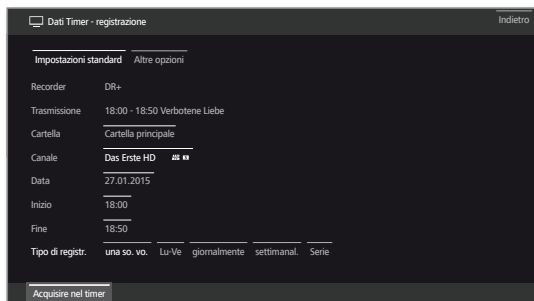 Dati Timer - registrazione
Indietro
Impostazioni standard Altre opzioni
Recorder DR+
Trasmissione 18:00 - 18:50 Verbotene Liebe
Cartella Cartella principale
Canale Das Erste HD
Data 27.01.2015
Inizio 18:00
Fine 18:50
Tipo di registr. una so. vo. Lu-Ve giornalmente settimanal. Serie
Acquisire nel timer